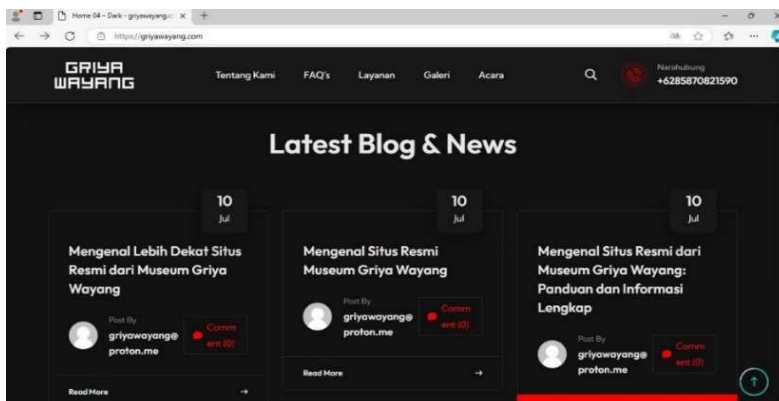 Home 04 – Dark - griyawayang.c
https://griyawayang.com
GRIYA
WAYANG
Tentang Kami
FAQ's
Layanan
Galeri
Acara
Narahubung
+6285870821590
Latest Blog & News
10
Jul
Mengenal Lebih Dekat Situs
Resmi dari Museum Griya
Wayang
Post By
griyawayang@
proton.me
Comm
ent (0)
Read More
10
Jul
Mengenal Situs Resmi
Museum Griya Wayang
Post By
griyawayang@
proton.me
Comm
ent (0)
Read More
10
Jul
Mengenal Situs Resmi dari
Museum Griya Wayang:
Panduan dan Informasi
Lengkap
Post By
griyawayang@
proton.me
Comm
ent (0)